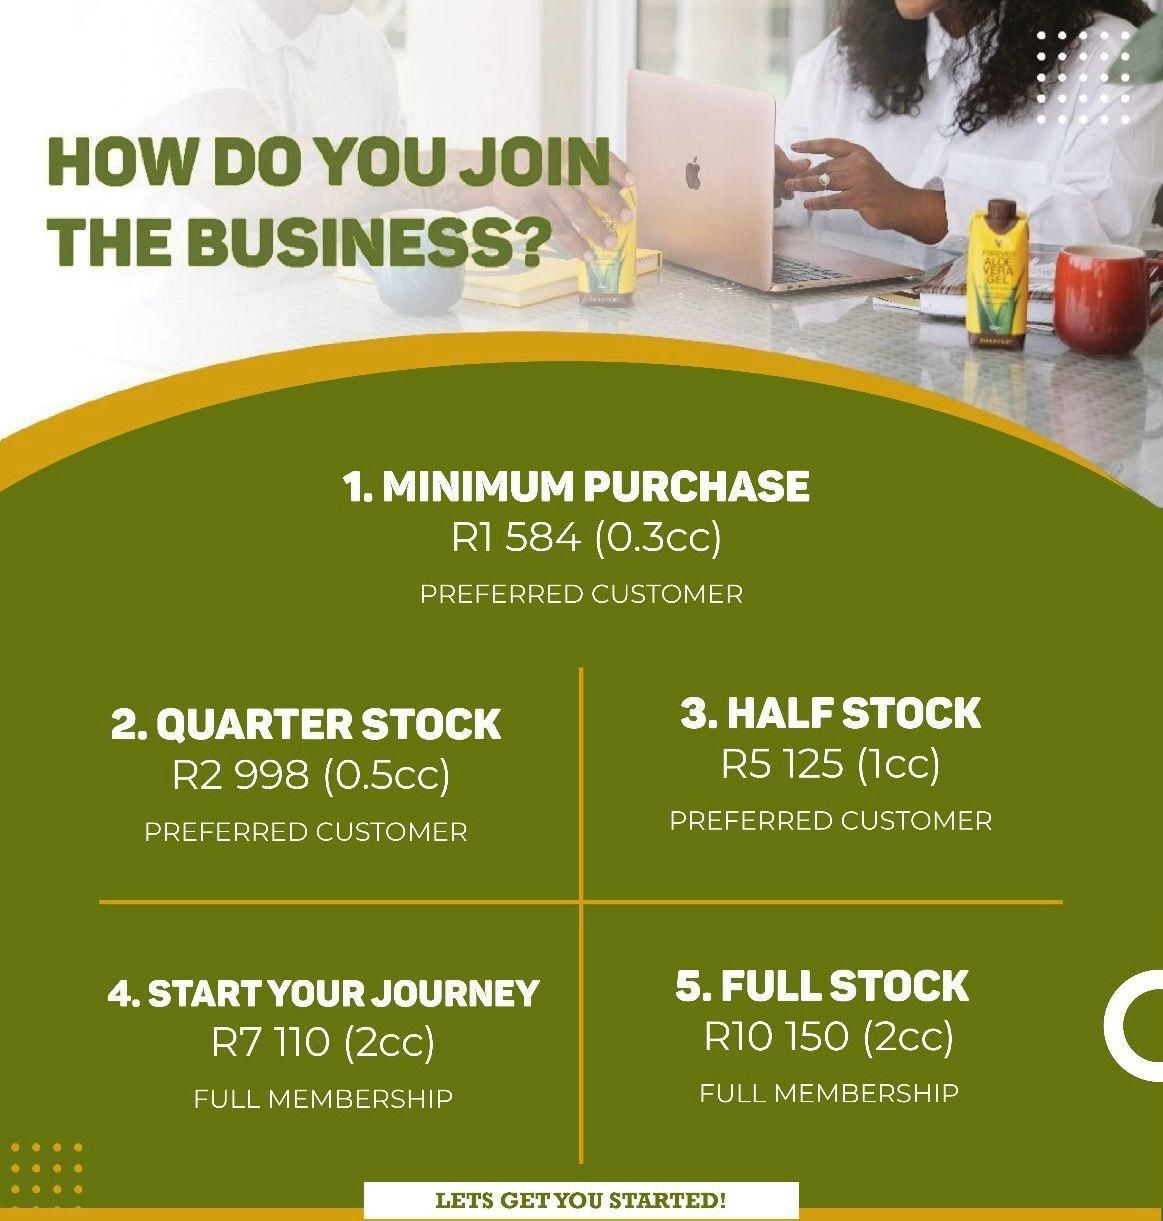 HOW DO YOU JOIN
THE BUSINESS?
FOREVER
ALOE
VERA
GEL
1. MINIMUM PURCHASE
R1 584 (0.3cc)
PREFERRED CUSTOMER
2. QUARTER STOCK
R2 998 (0.5cc)
PREFERRED CUSTOMER
3. HALF STOCK
R5 125 (1cc)
PREFERRED CUSTOMER
4. START YOUR JOURNEY
R7 110 (2cc)
FULL MEMBERSHIP
5. FULL STOCK
R10 150 (2cc)
FULL MEMBERSHIP
LETS GET YOU STARTED!